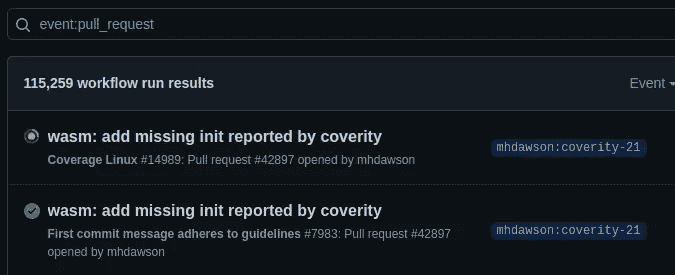 event:pull_request
115,259 workflow run results
Event
wasm: add missing init reported by coverity
Coverage Linux #14989: Pull request #42897 opened by mhdawson
mhdawson:coverity-21
wasm: add missing init reported by coverity
First commit message adheres to guidelines #7983: Pull request #42897
opened by mhdawson
mhdawson:coverity-21